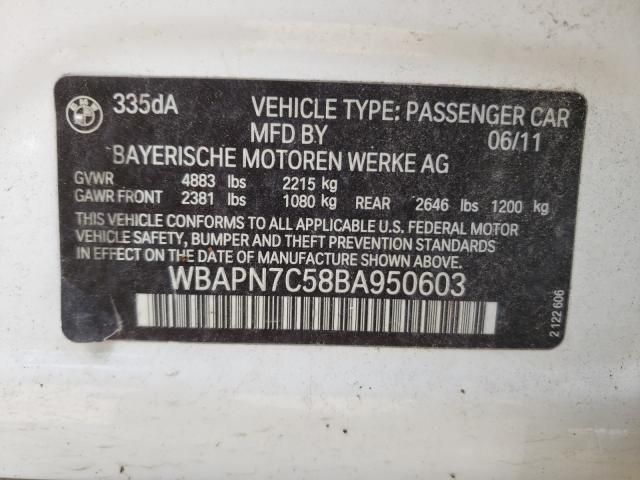 335dA VEHICLE TYPE: PASSENGER CAR
MFD BY 06/11
BAYERISCHE MOTOREN WERKE AG
GVWR 4883 lbs 2215 kg
GAWR FRONT 2381 lbs 1080 kg REAR 2646 lbs 1200 kg
THIS VEHICLE CONFORMS TO ALL APPLICABLE U.S. FEDERAL MOTOR
VEHICLE SAFETY, BUMPER, AND THEFT PREVENTION STANDARDS
IN EFFECT ON THE DATE OF MANUFACTURE SHOWN ABOVE.
WBAPN7C58BA950603
2 122 606